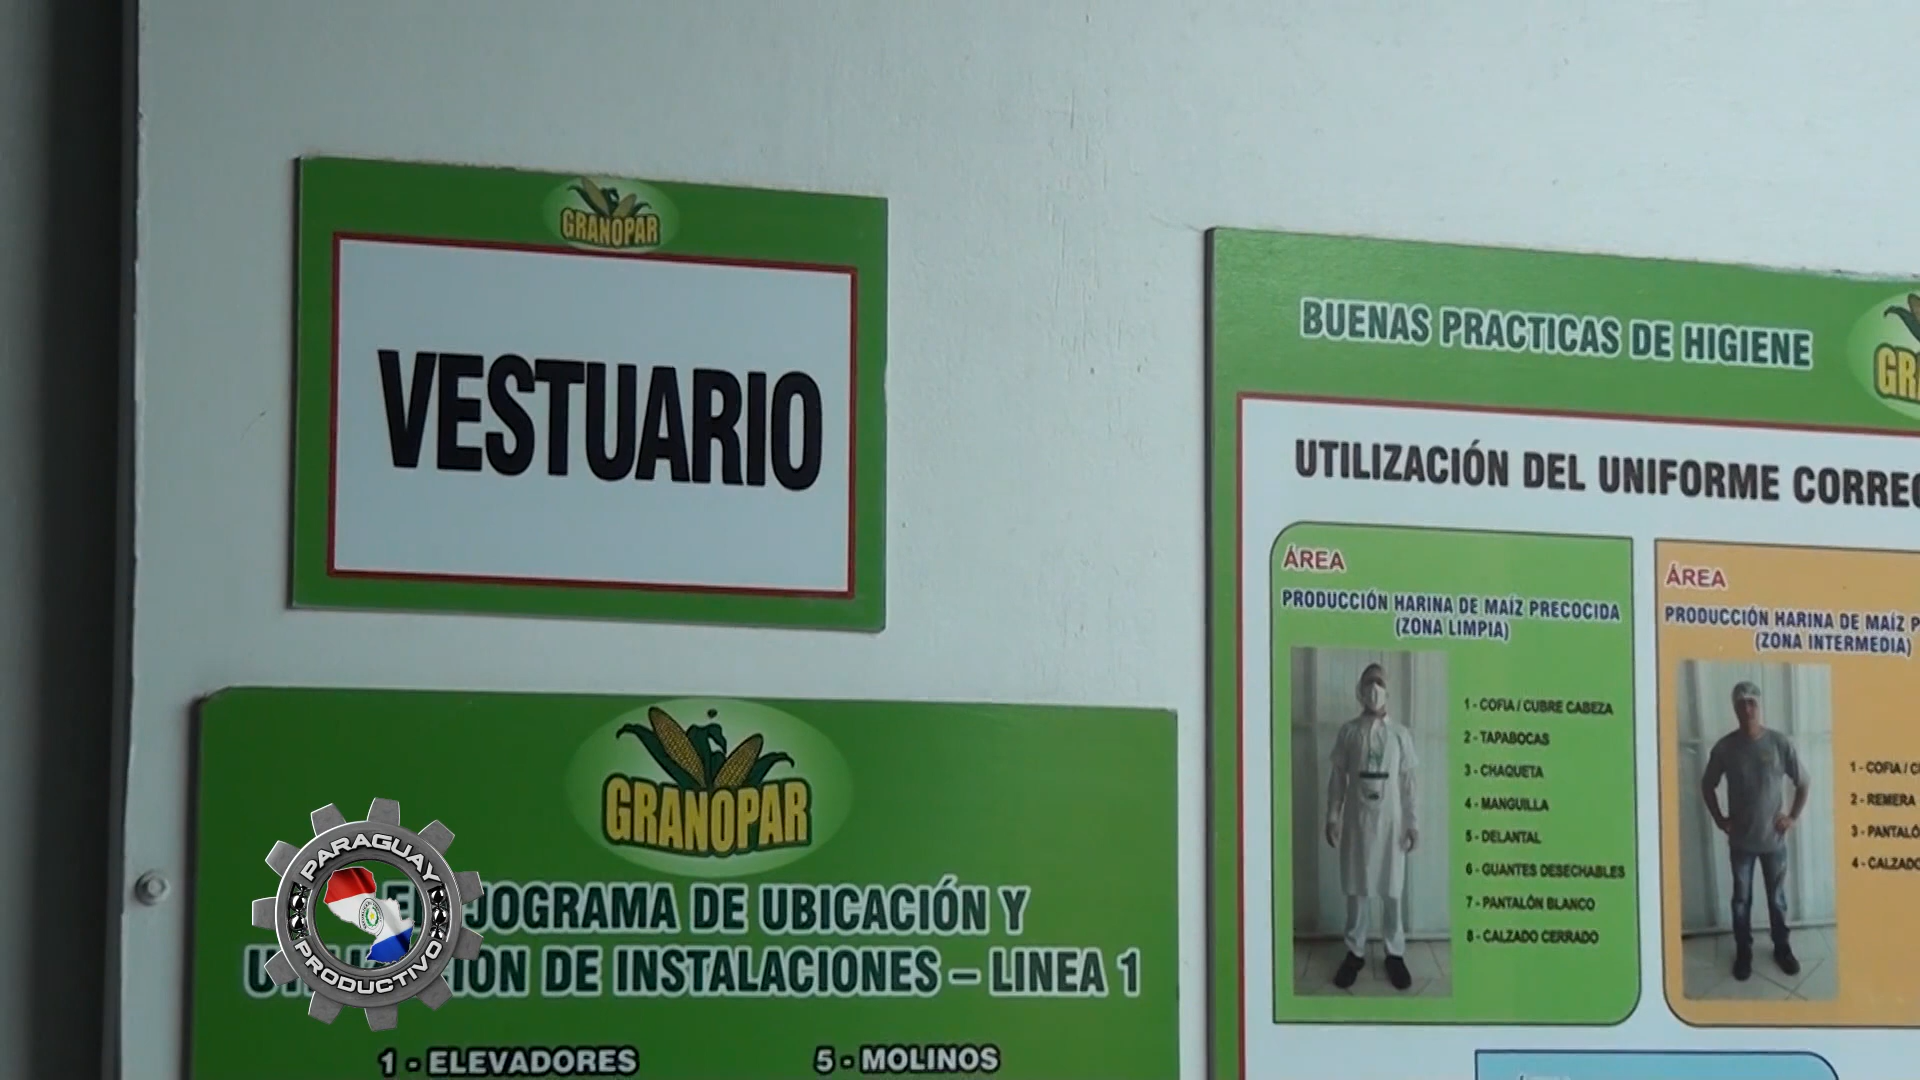 GRANOPAR
VESTUARIO
GRANOPAR
JOGRAMA DE UBICACIÓN Y
DE INSTALACIONES – LINEA 1
1 - ELEVADORES
5 - MOLINOS
PARAGUAY
PRODUCTIVO
BUENAS PRACTICAS DE HIGIENE
GR
UTILIZACIÓN DEL UNIFORME CORREC
ÁREA
PRODUCCIÓN HARINA DE MAÍZ PRECOCIDA
(ZONA LIMPIA)
1 - COFIA / CUBRE CABEZA
2 - TAPABOCAS
3 - CHAQUETA
4 - MANGUILLA
5 - DELANTAL
6 - GUANTES DESECHABLES
7 - PANTALÓN BLANCO
8 - CALZADO CERRADO
ÁREA
PRODUCCIÓN HARINA DE MAÍZ P
(ZONA INTERMEDIA)
1 - COFIA / C
2 - REMERA
3 - PANTALÓ
4 - CALZADO